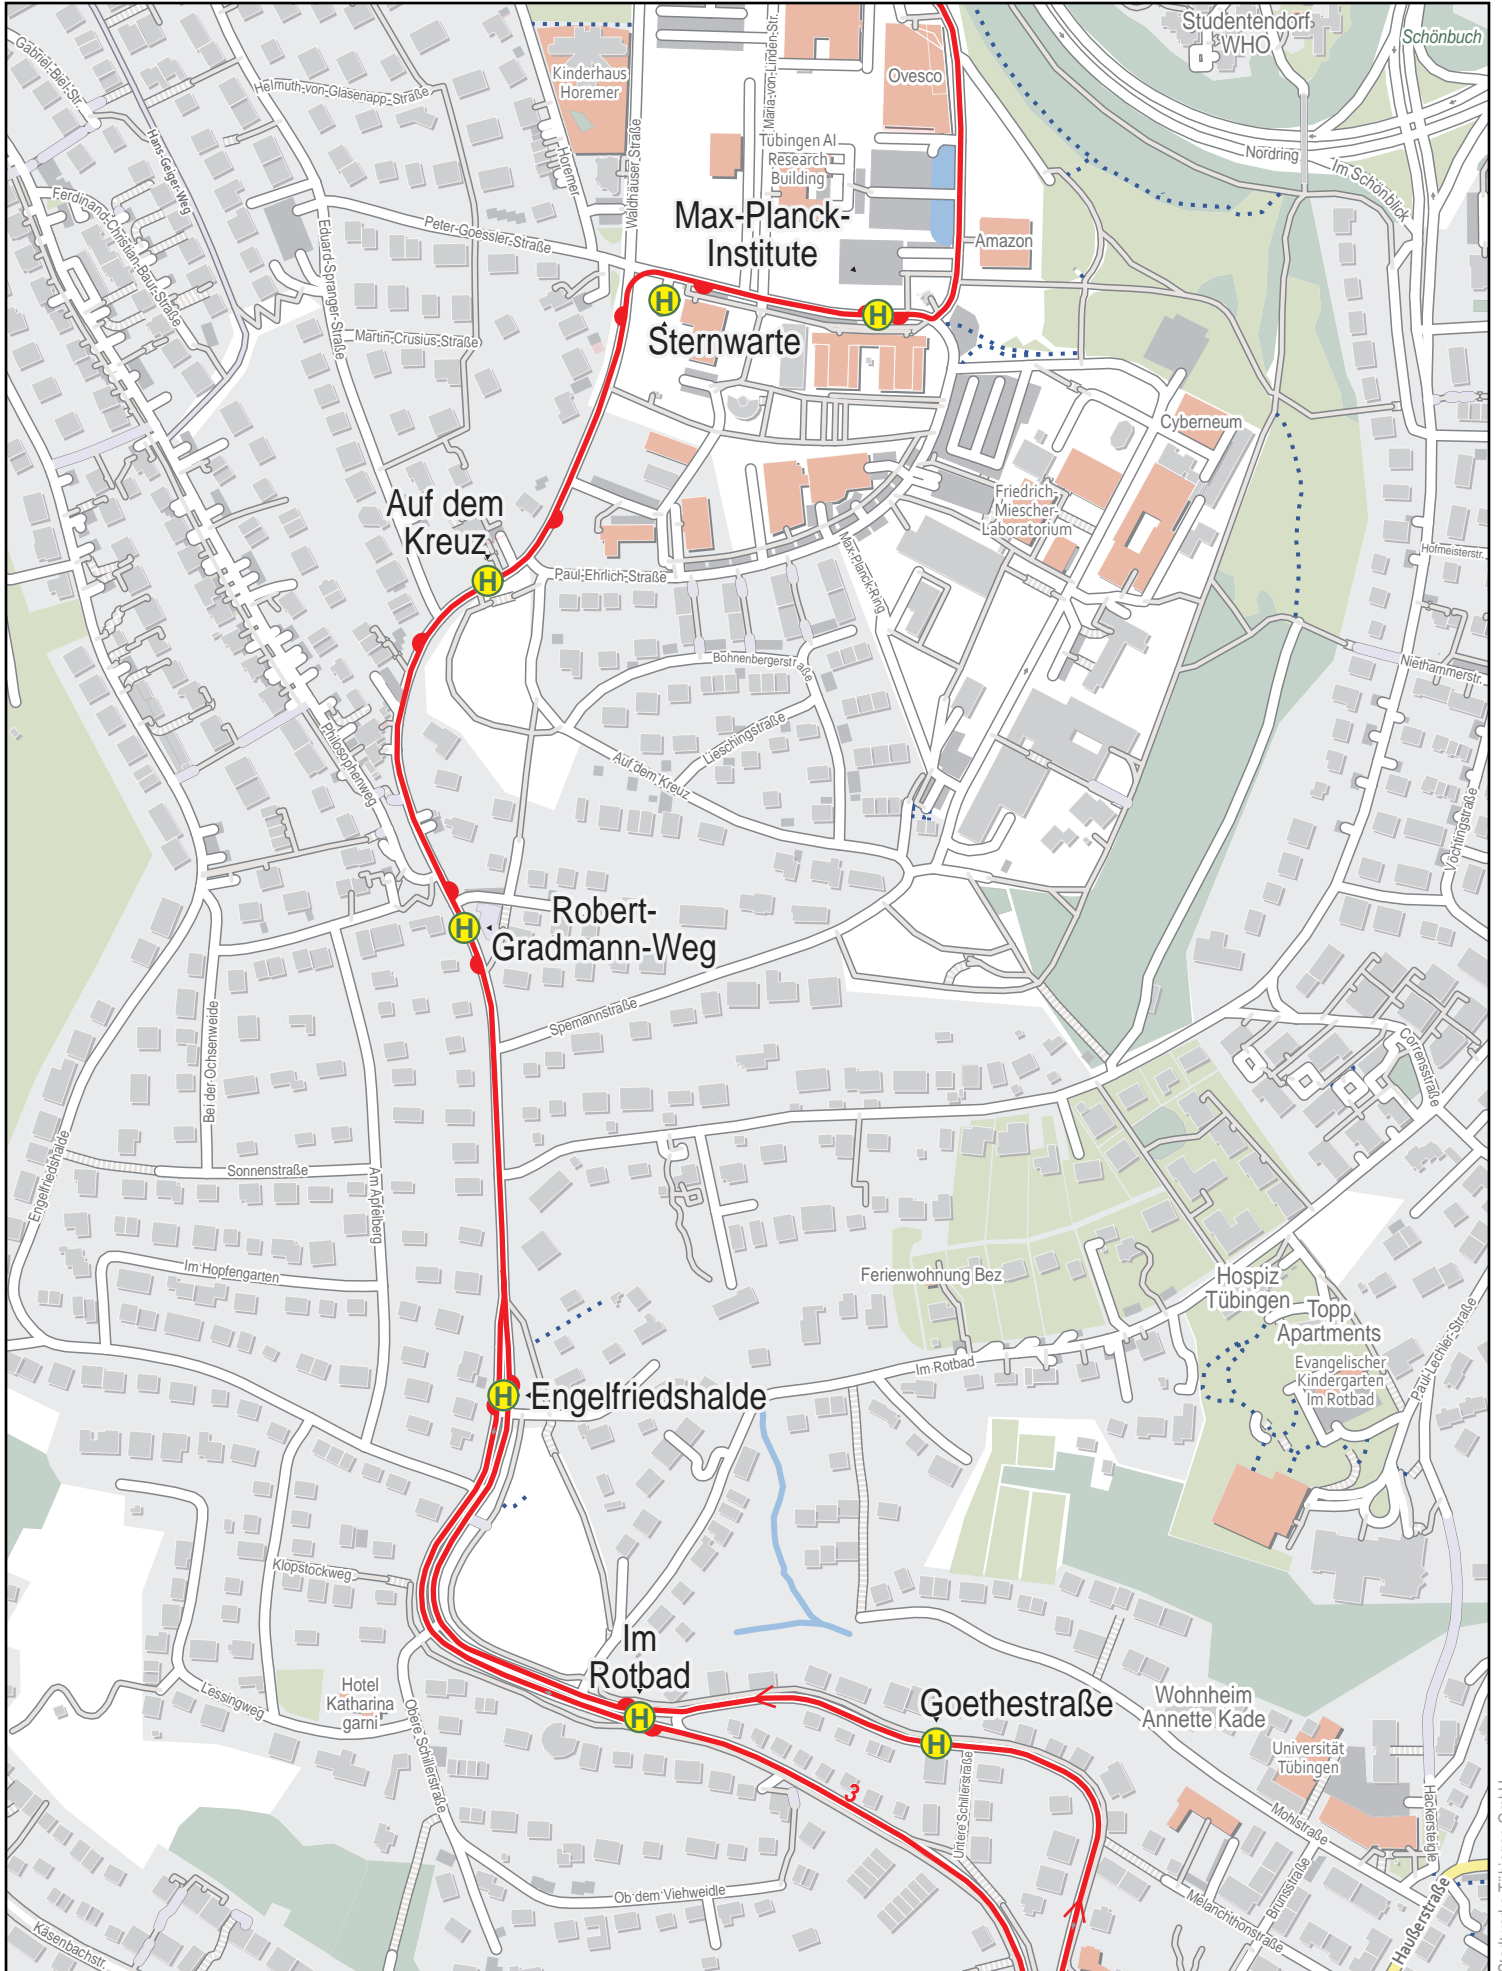 Studentendorf
WHO
Schönbuch
Gabriel-Biel-Str.
Helmuth-von-Glasenapp-Straße
Hans-Geiger-Weg
Kinderhaus
Horemer
Horemer
Waldhäuser Straße
Maria-von-Linden-Str.
Ovesco
Tübingen AI
Research
Building
Nordring
Im Schönblick
Ferdinand-Christian-Baur-Straße
Eduard-Spranger-Straße
Peter-Goessler-Straße
Max-Planck-
Institute
Amazon
H
H
Sternwarte
Martin-Crusius-Straße
Cyberneum
Auf dem
Kreuz
H
Friedrich-
Miescher-
Laboratorium
Max-Planck-Ring
Paul-Ehrlich-Straße
Hofmeisterstr.
Niethammerstr.
Bohnenbergerstraße
Lieschingstraße
Auf dem Kreuz
Philosophenweg
Vöchtingstraße
Robert-
Gradmann-Weg
H
Spemannstraße
Bei der Ochsenweide
Corrensstraße
Engelfriedshalde
Sonnenstraße
Am Apfelberg
Im Hopfengarten
Ferienwohnung Bez
Hospiz
Tübingen
Topp
Apartments
Evangelischer
Kindergarten
Im Rotbad
Paul-Lechler-Straße
Im Rotbad
H
Engelfriedshalde
Klopstockweg
Im
Rotbad
H
Lessingweg
Hotel
Katharina
garni
Obere Schillerstraße
Goethestraße
H
Wohnheim
Annette Kade
Universität
Tübingen
3
Untere Schillerstraße
Mohlstraße
Hackersteigle
Ob dem Viehweidle
Melanchthonstraße
Brunsstraße
Haußerstraße
Käsenbachstr.